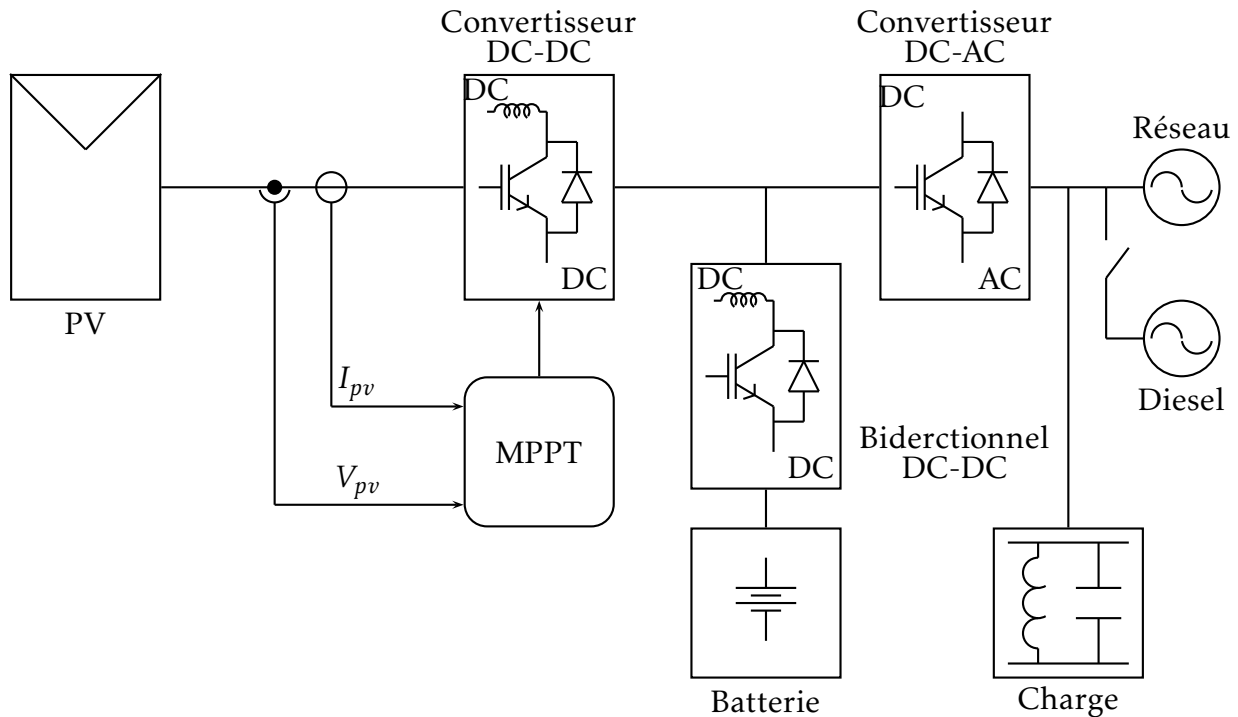 Convertisseur
DC-DC
Convertisseur
DC-AC
DC
DC
Réseau
DC
AC
DC
PV
I_pv
Diesel
MPPT
Biderctionnel
DC-DC
DC
V_pv
Batterie
Charge